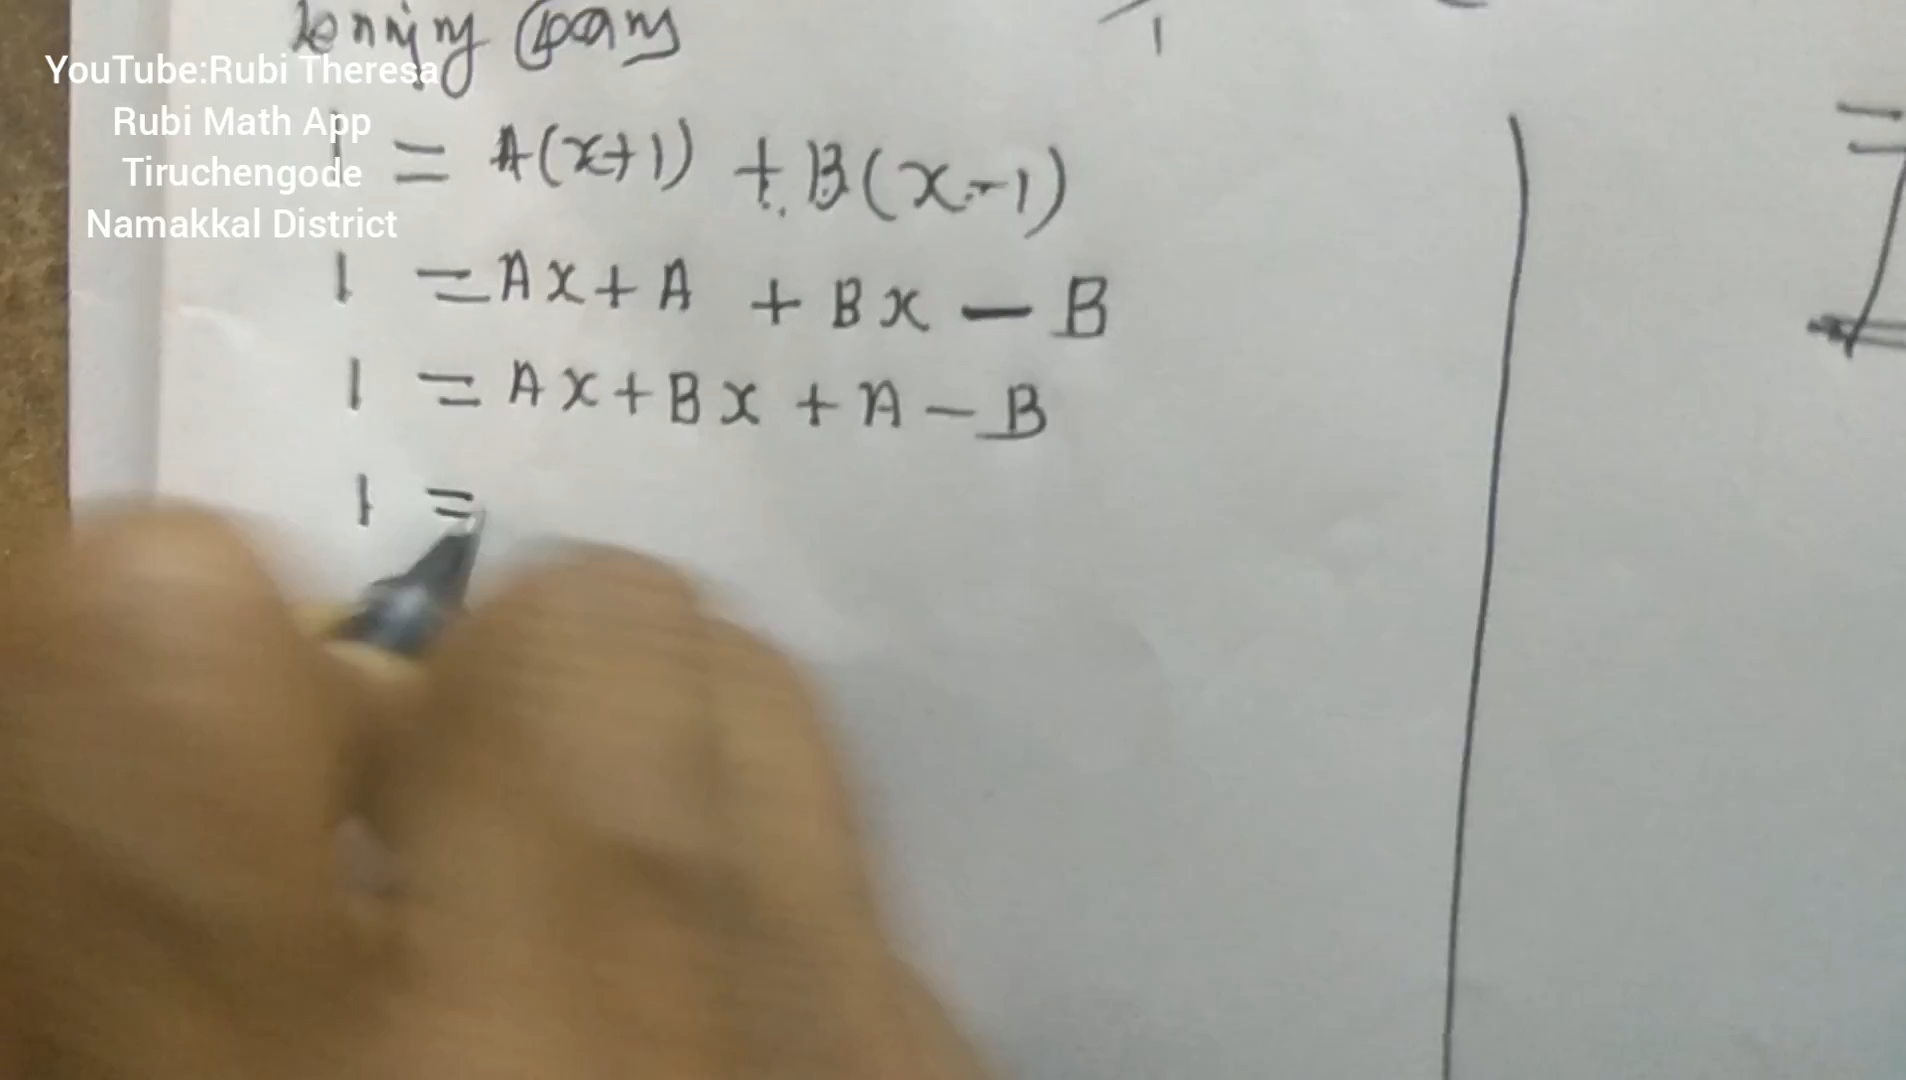 YouTube:Rubi Theresa
Rubi Math App
Tiruchengode
Namakkal District
1 = A(x+1) + B(x-1)
1 = Ax + A + Bx - B
1 = Ax + Bx + A - B
1 =